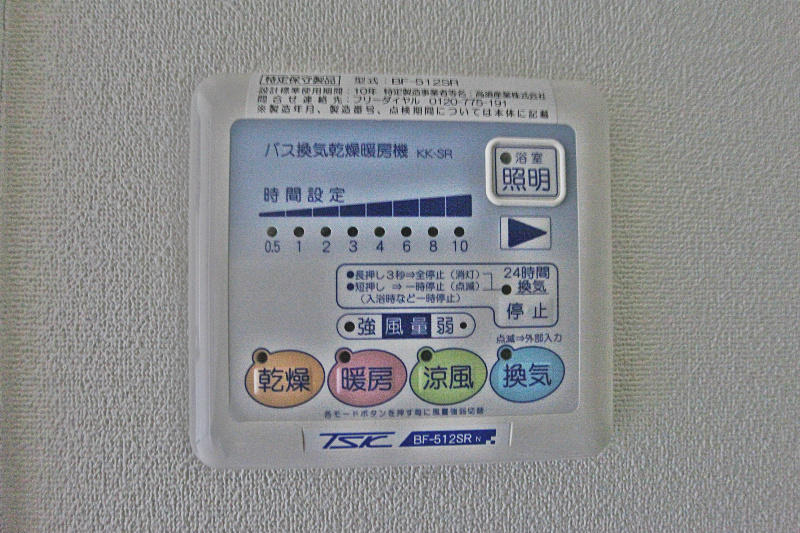 特定保守製品 型式：BF-512SR
設計標準使用期間：10年 特定製造事業者等名：高須産業株式会社
問合せ連絡先：フリーダイヤル 0120-775-191
※製造年月、製造番号、点検期間については本体に記載
バス換気乾燥暖房機 KK-SR
浴室
照明
時間設定
0.5 1 2 3 4 6 8 10
●長押し3秒⇒全停止（消灯）
●短押し ⇒一時停止（点滅）
（入浴時など一時停止）
24時間
換気
停止
強 風量 弱
点滅⇒外部入力
乾燥 暖房 涼風 換気
各モードボタンを押す毎に風量強弱切替
TSK BF-512SR N